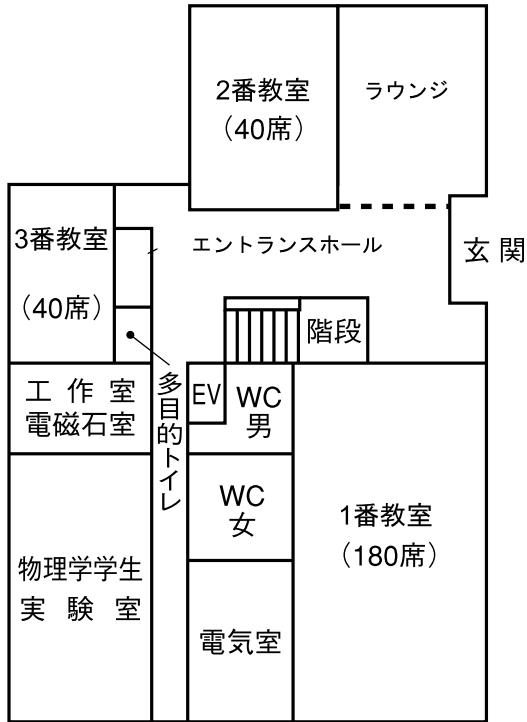 2番教室
（40席）
ラウンジ
3番教室
（40席）
エントランスホール
玄関
階段
工作室
電磁石室
多目的トイレ
EV
WC
男
WC
女
1番教室
（180席）
物理学学生
実験室
電気室